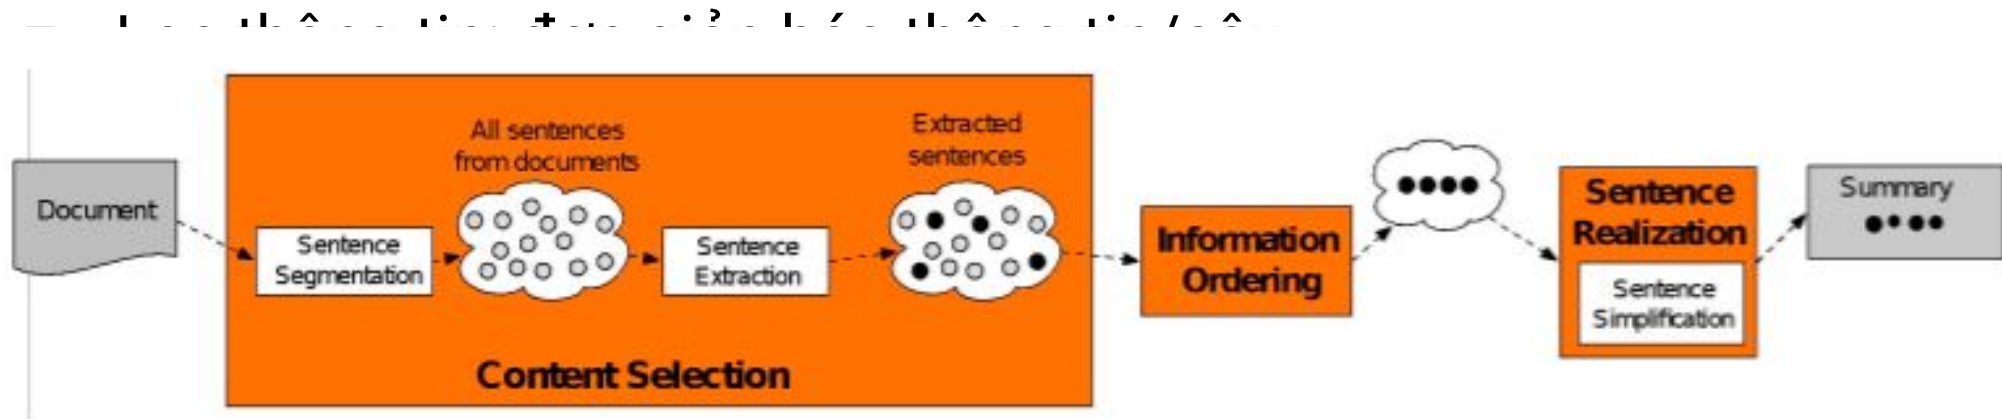 All sentences
from documents
Extracted
sentences
Document
Sentence
Segmentation
Sentence
Extraction
Content Selection
Information
Ordering
Sentence
Realization
Sentence
Simplification
Summary